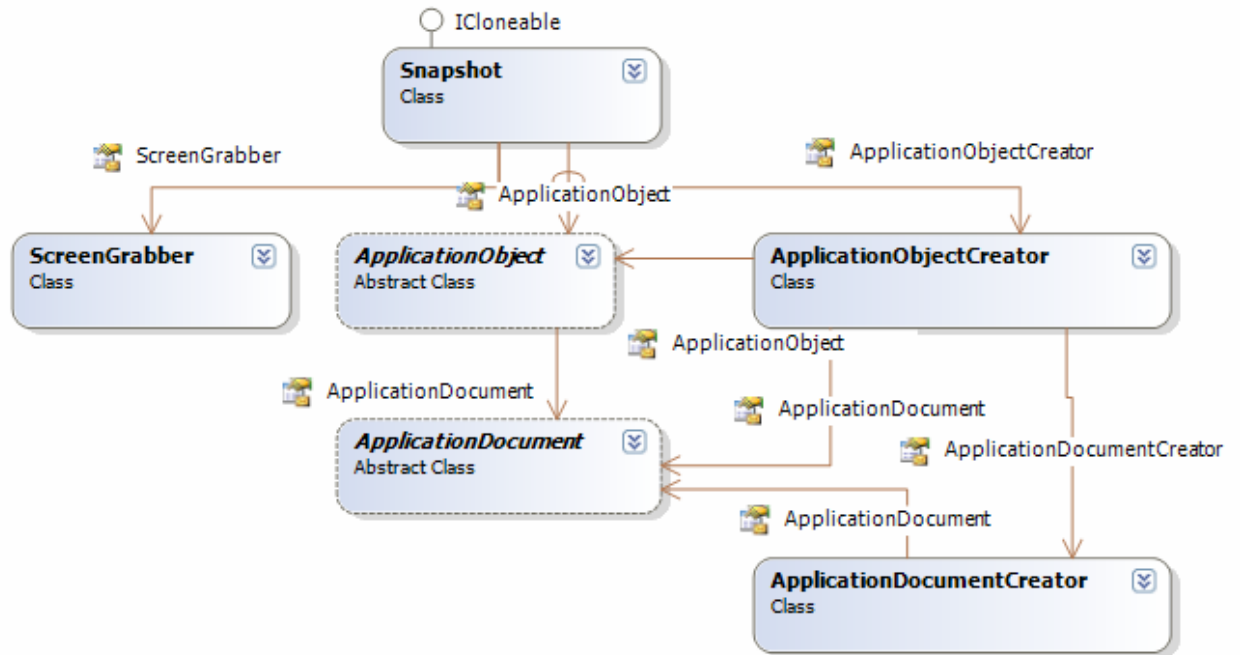 ICloneable
Snapshot
Class
ScreenGrabber
ApplicationObjectCreator
ApplicationObject
ScreenGrabber
Class
ApplicationObject
Abstract Class
ApplicationObjectCreator
Class
ApplicationObject
ApplicationDocument
ApplicationDocument
ApplicationDocument
Abstract Class
ApplicationDocumentCreator
ApplicationDocument
ApplicationDocumentCreator
Class